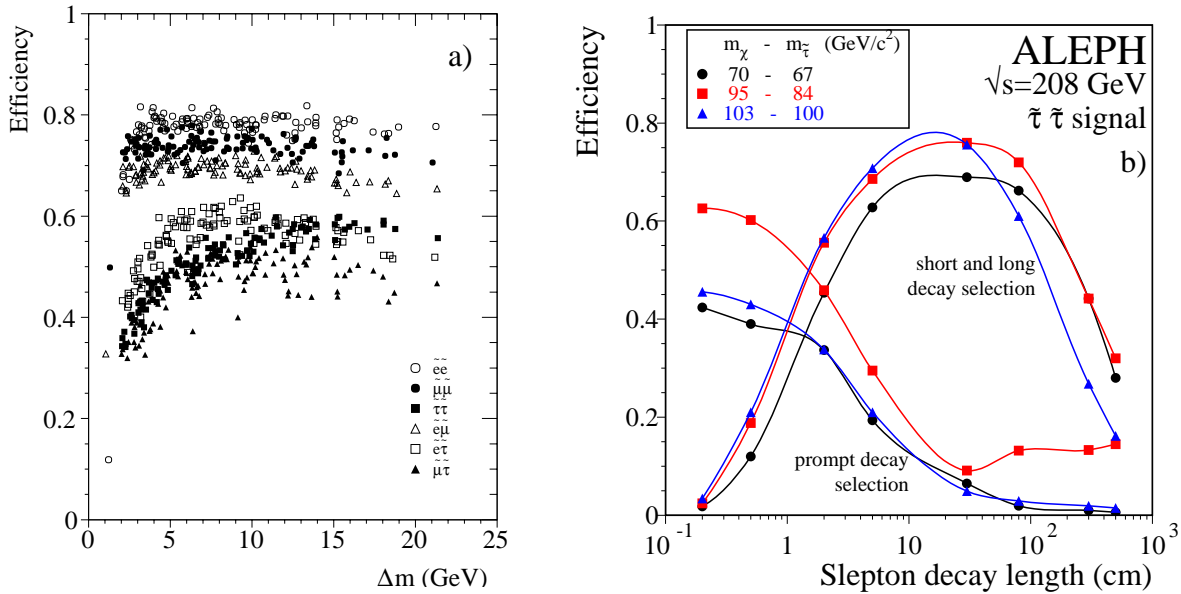 Efficiency
1
0.8
0.6
0.4
0.2
0
0 5 10 15 20 25
Δm (GeV)
a)
ẽẽ
μ̃μ̃
τ̃τ̃
ẽμ̃
ẽτ̃
μ̃τ̃
Efficiency
1
0.8
0.6
0.4
0.2
0
10⁻¹ 1 10 10² 10³
Slepton decay length (cm)
mχ - mτ̃ (GeV/c²)
70 - 67
95 - 84
103 - 100
ALEPH
√s=208 GeV
τ̃ τ̃ signal
b)
short and long
decay selection
prompt decay
selection